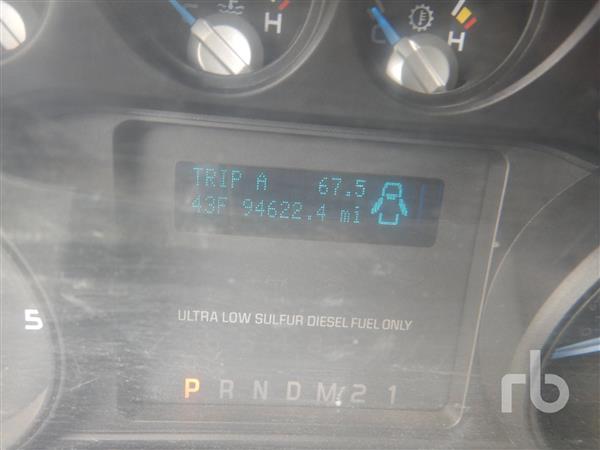 H
C H
TRIP A 67.5
43F 94622.4 mi
5
ULTRA LOW SULFUR DIESEL FUEL ONLY
P R N D M 2 1
rb